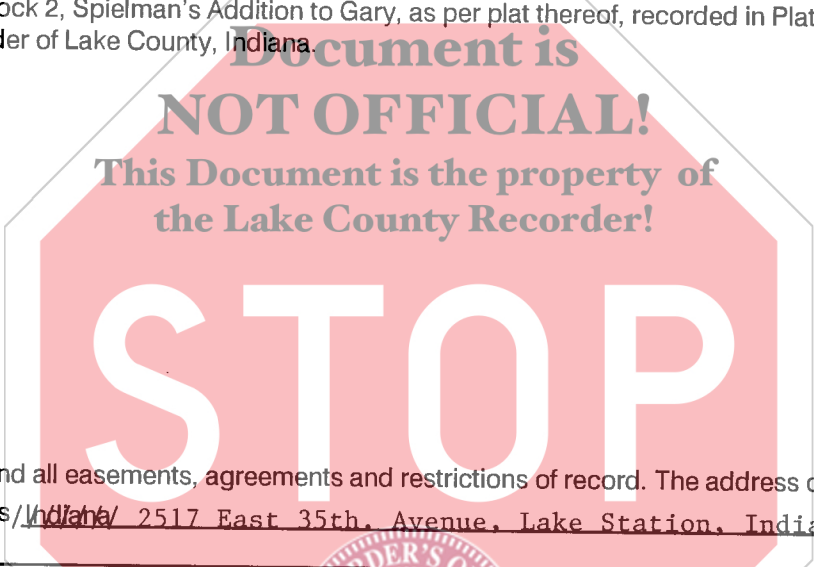 ock 2, Spielman's Addition to Gary, as per plat thereof, recorded in Plat
der of Lake County, Indiana.
Document is
NOT OFFICIAL!
This Document is the property of
the Lake County Recorder!
STOP
nd all easements, agreements and restrictions of record. The address o
s Indiana 2517 East 35th. Avenue, Lake Station, India
DER'S O